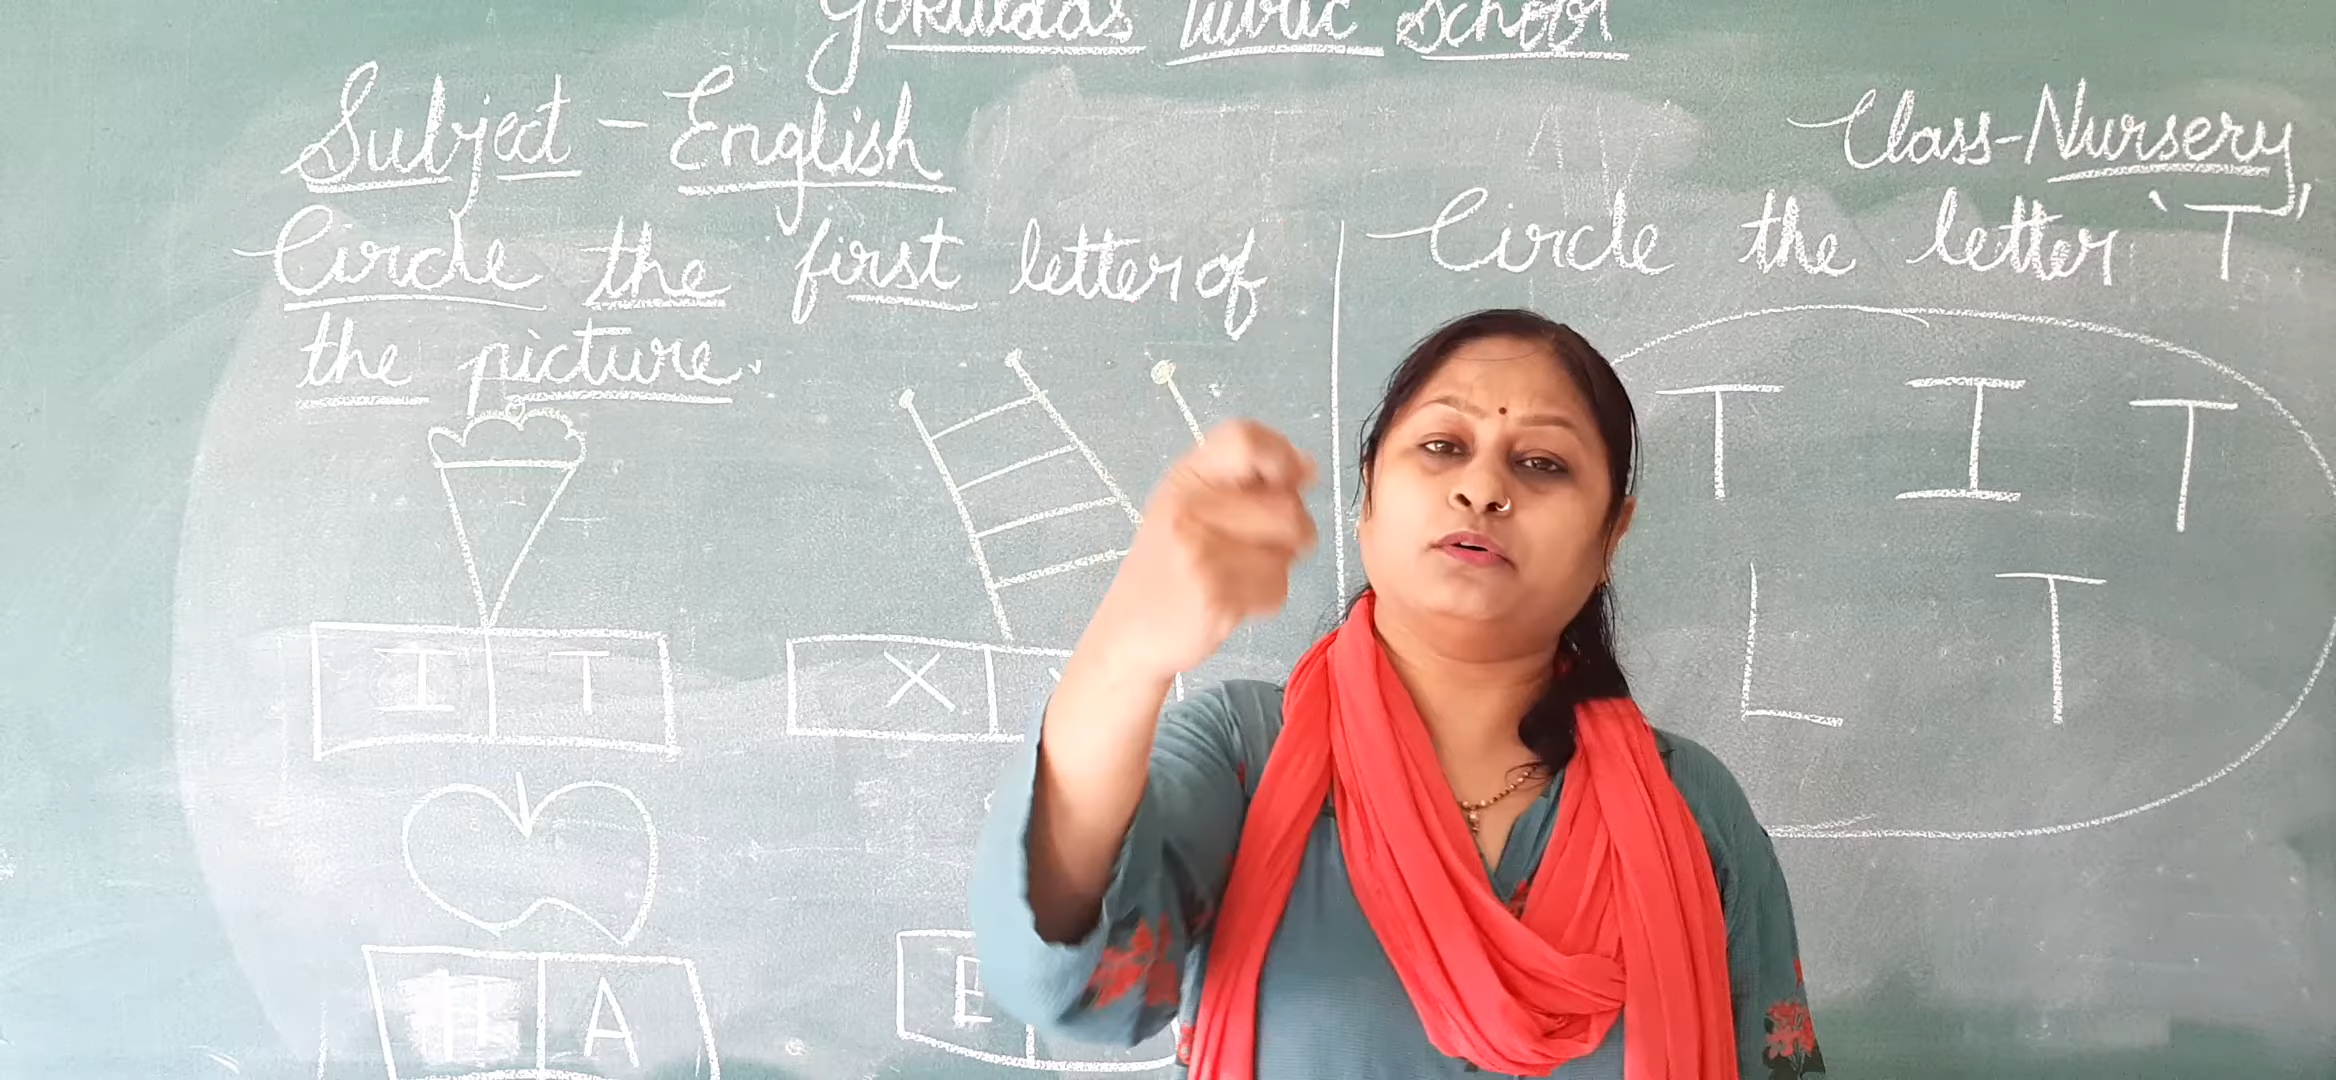 Gokuldas Public School
Subject - English
Class - Nursery
Circle the first letter of
the picture.
Circle the letter 'T'
T I T
L T
I T
X
A
E